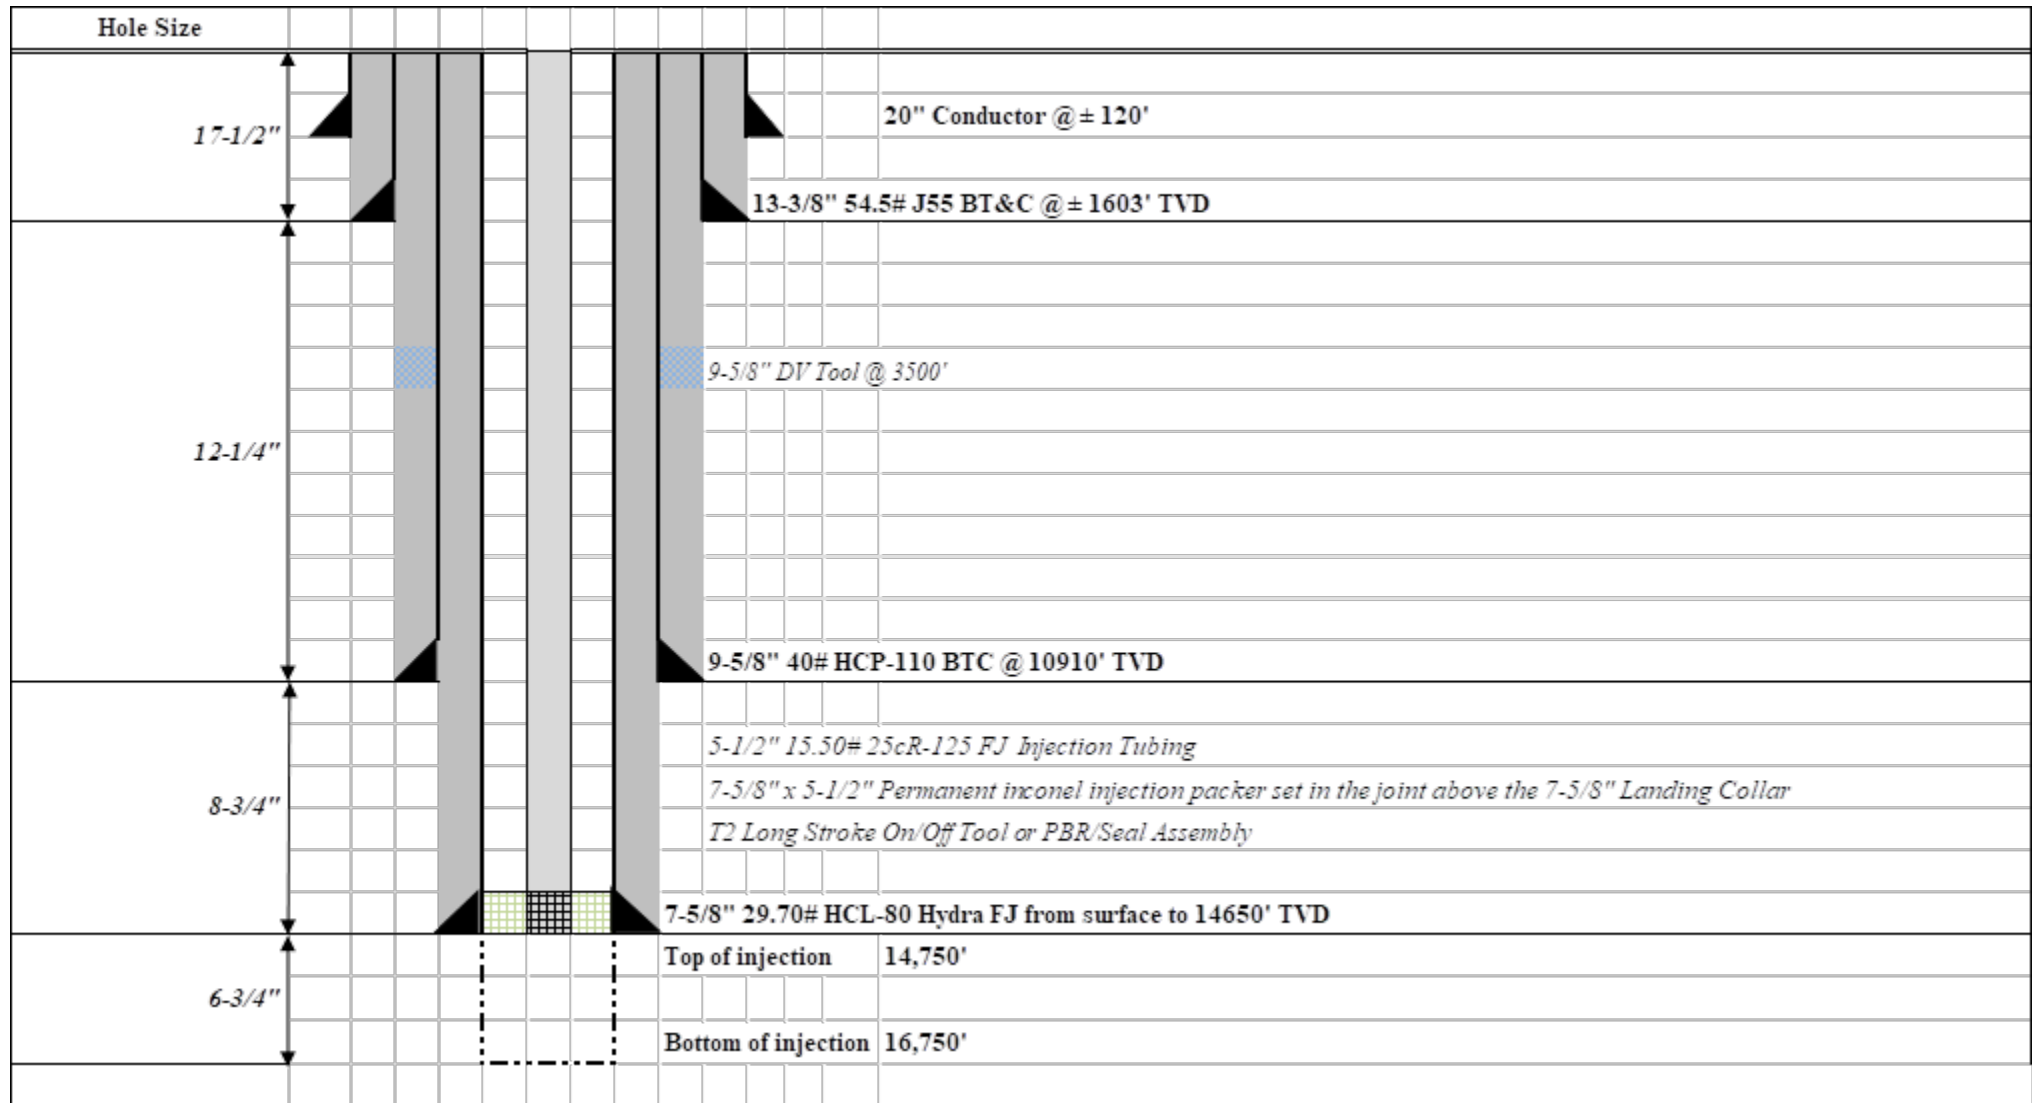 Hole Size
20" Conductor @ ± 120'
17-1/2"
13-3/8" 54.5# J55 BT&C @ ± 1603' TVD
9-5/8" DV Tool @ 3500'
12-1/4"
9-5/8" 40# HCP-110 BTC @ 10910' TVD
5-1/2" 15.50# 25cR-125 FJ Injection Tubing
7-5/8" x 5-1/2" Permanent inconel injection packer set in the joint above the 7-5/8" Landing Collar
8-3/4"
T2 Long Stroke On/Off Tool or PBR/Seal Assembly
7-5/8" 29.70# HCL-80 Hydra FJ from surface to 14650' TVD
Top of injection 14,750'
6-3/4"
Bottom of injection 16,750'